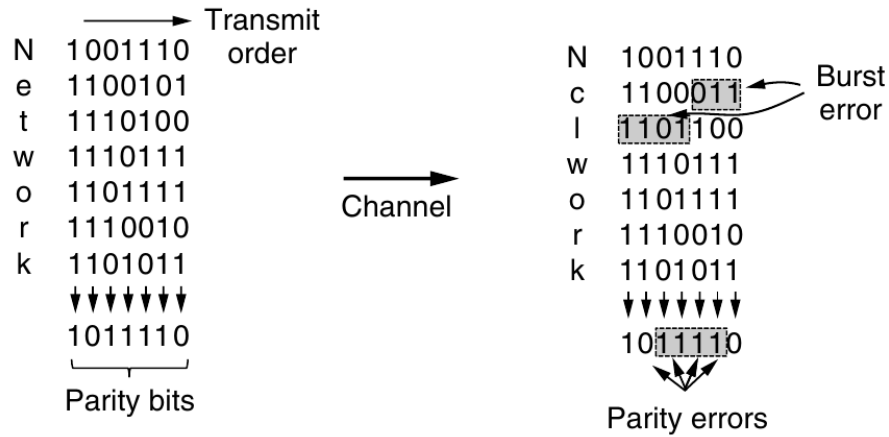 Transmit
order
N 1001110
e 1100101
t 1110100
w 1110111
o 1101111
r 1110010
k 1101011
1011110
Parity bits
Channel
N 1001110
c 1100011
l 1101100
w 1110111
o 1101111
r 1110010
k 1101011
1011110
Parity errors
Burst
error